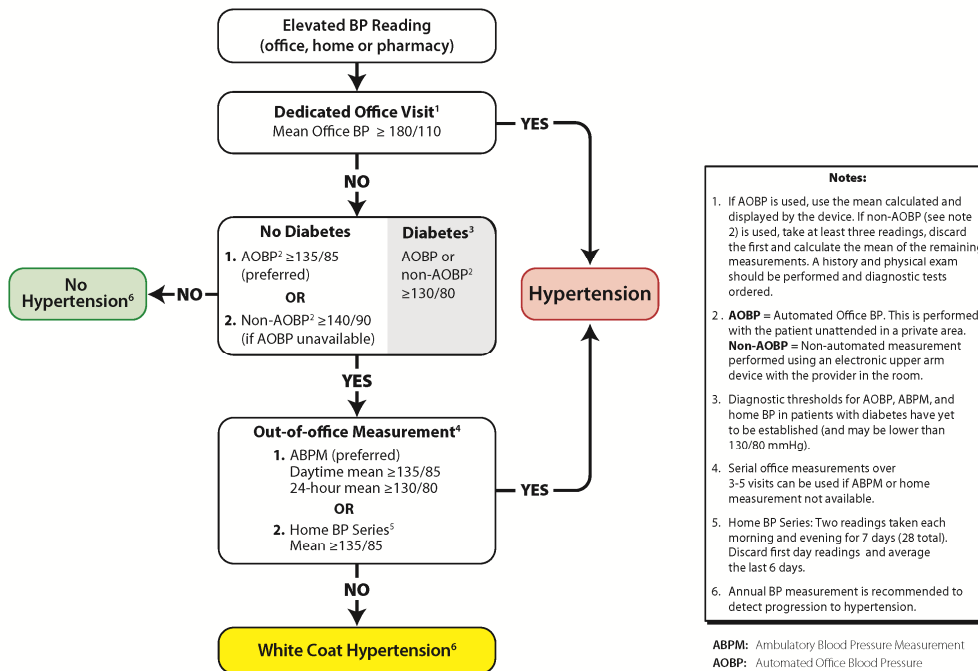 Elevated BP Reading
(office, home or pharmacy)
Dedicated Office Visit¹
Mean Office BP ≥ 180/110
YES
NO
No Diabetes
1. AOBP² ≥135/85
(preferred)
OR
2. Non-AOBP² ≥140/90
(if AOBP unavailable)
Diabetes³
AOBP or
non-AOBP²
≥130/80
NO
No
Hypertension⁶
Hypertension
YES
Out-of-office Measurement⁴
1. ABPM (preferred)
Daytime mean ≥135/85
24-hour mean ≥130/80
OR
2. Home BP Series⁵
Mean ≥135/85
YES
NO
White Coat Hypertension⁶
Notes:
1. If AOBP is used, use the mean calculated and
displayed by the device. If non-AOBP (see note
2) is used, take at least three readings, discard
the first and calculate the mean of the remaining
measurements. A history and physical exam
should be performed and diagnostic tests
ordered.
2 . AOBP = Automated Office BP. This is performed
with the patient unattended in a private area.
Non-AOBP = Non-automated measurement
performed using an electronic upper arm
device with the provider in the room.
3. Diagnostic thresholds for AOBP, ABPM, and
home BP in patients with diabetes have yet
to be established (and may be lower than
130/80 mmHg).
4. Serial office measurements over
3-5 visits can be used if ABPM or home
measurement not available.
5. Home BP Series: Two readings taken each
morning and evening for 7 days (28 total).
Discard first day readings and average
the last 6 days.
6. Annual BP measurement is recommended to
detect progression to hypertension.
ABPM: Ambulatory Blood Pressure Measurement
AOBP: Automated Office Blood Pressure